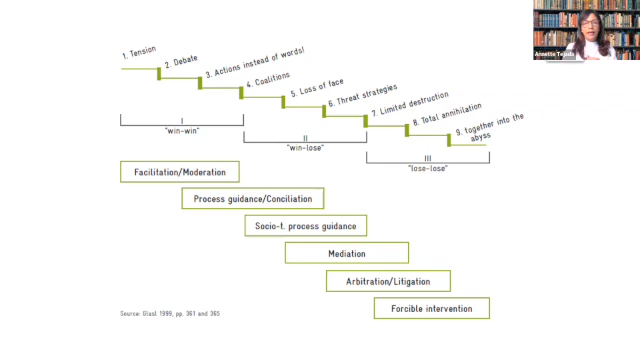 1. Tension
2. Debate
3. Actions instead of words!
4. Coalitions
5. Loss of face
6. Threat strategies
7. Limited destruction
8. Total annihilation
9. together into the
abyss
I
"win-win"
II
"win-lose"
III
"lose-lose"
Facilitation/Moderation
Process guidance/Conciliation
Socio-t. process guidance
Mediation
Arbitration/Litigation
Forcible intervention
Source: Glasl 1999, pp. 361 and 365
Annette